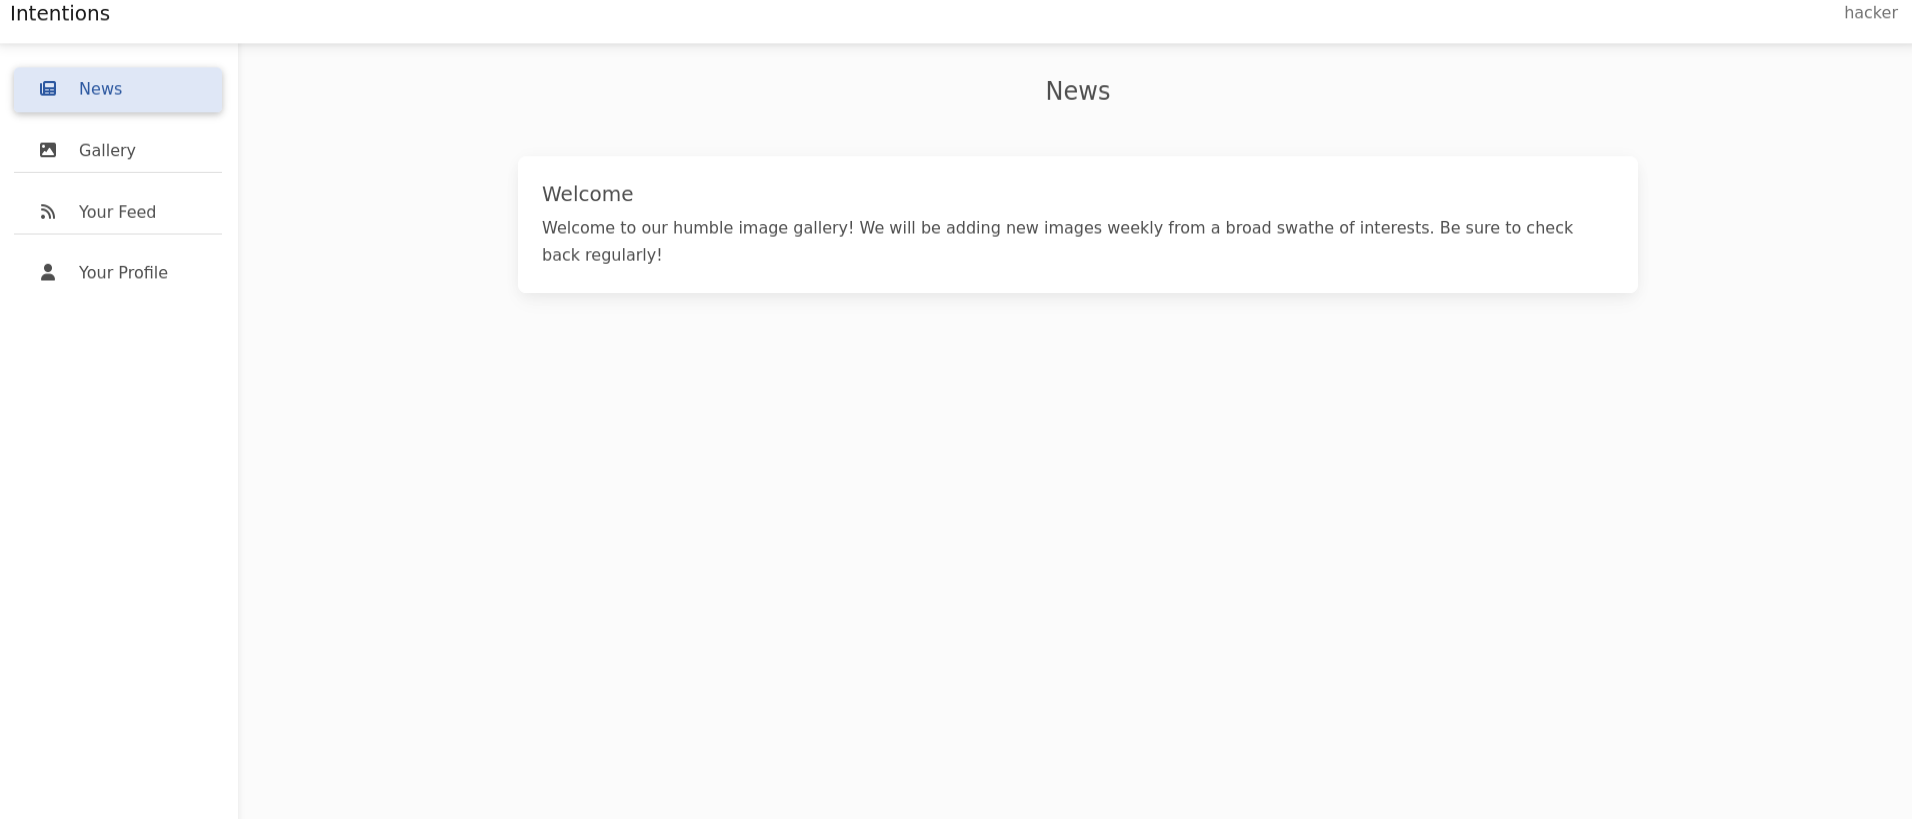 Intentions
hacker
News
Gallery
Your Feed
Your Profile
News
Welcome
Welcome to our humble image gallery! We will be adding new images weekly from a broad swathe of interests. Be sure to check
back regularly!